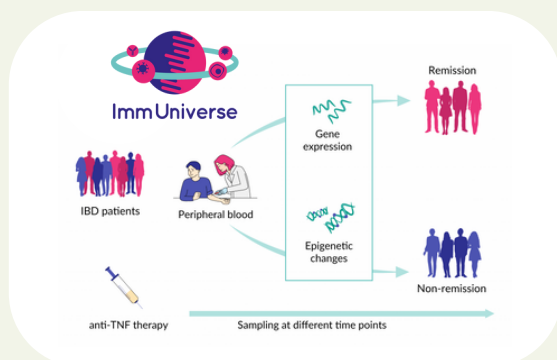 ImmUniverse
IBD patients
Peripheral blood
Gene
expression
Epigenetic
changes
Remission
Non-remission
anti-TNF therapy
Sampling at different time points